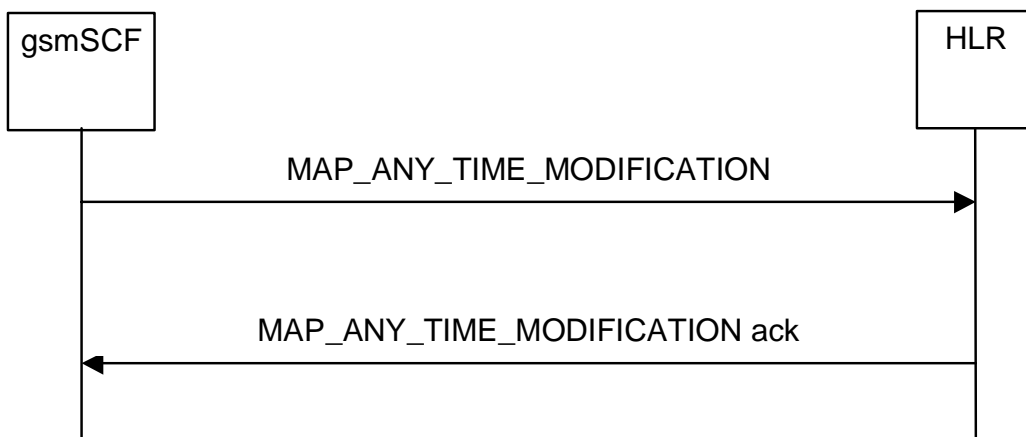 gsmSCF
HLR
MAP_ANY_TIME_MODIFICATION
MAP_ANY_TIME_MODIFICATION ack